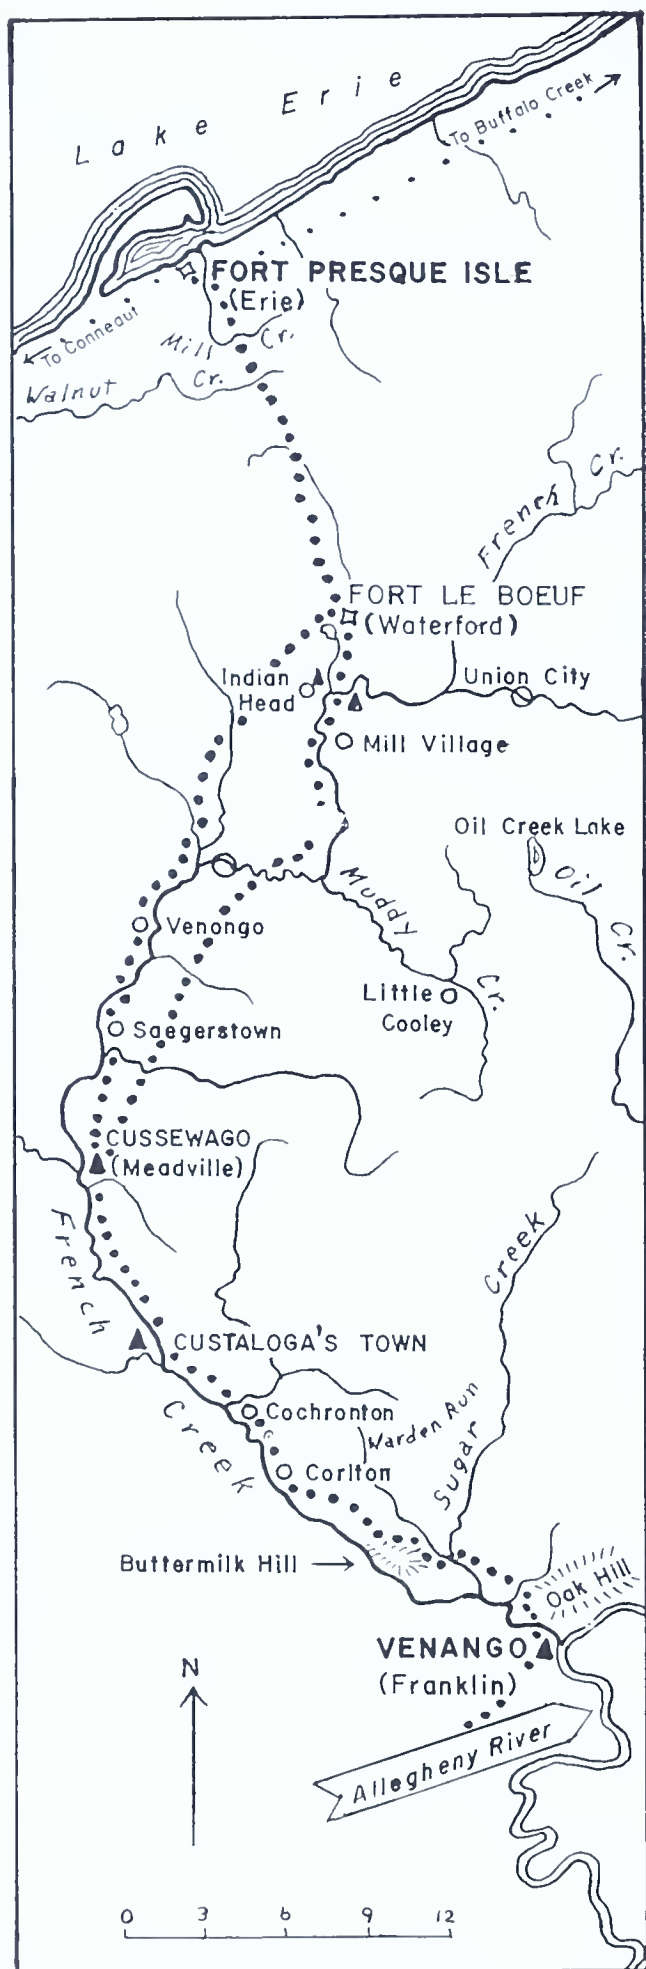 Lake Erie
To Buffalo Creek
FORT PRESQUE ISLE
(Erie)
To Conneaut
Mill Cr.
Walnut Cr.
French Cr.
FORT LE BOEUF
(Waterford)
Indian
Head
Union City
Mill Village
Oil Creek Lake
Oil Cr.
Muddy Cr.
Venongo
Little
Cooley
Saegerstown
CUSSEWAGO
(Meadville)
French Creek
CUSTALOGA'S TOWN
Cochronton
Warden Run
Sugar Creek
Corlton
Buttermilk Hill
Oak Hill
VENANGO
(Franklin)
N
Allegheny River
0 3 6 9 12